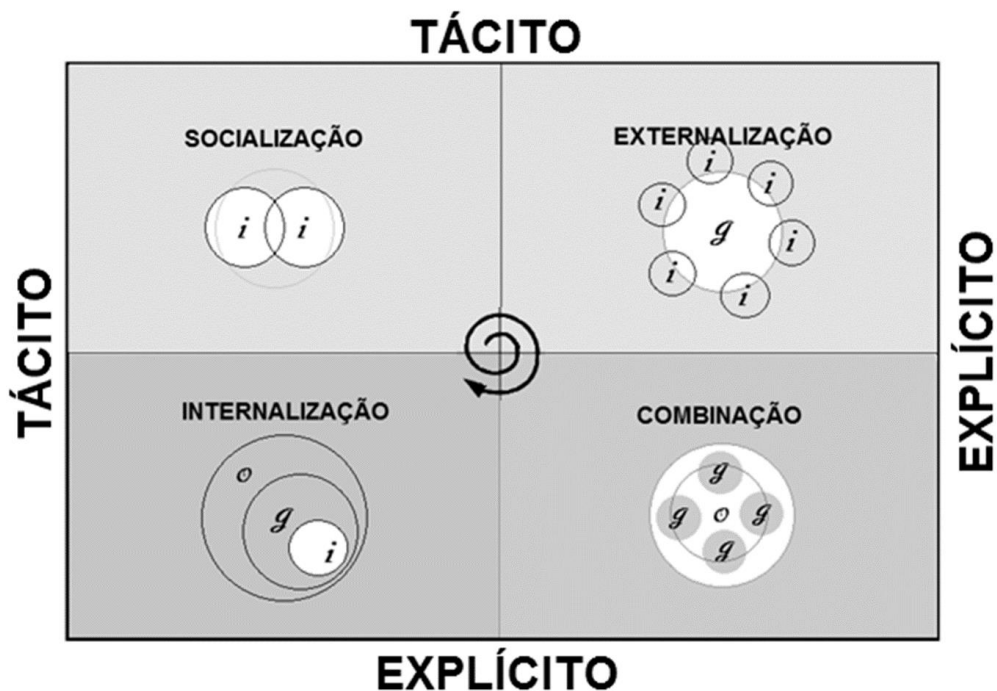 TÁCITO
SOCIALIZAÇÃO
i i
EXTERNALIZAÇÃO
i
i
i
g
i
i
i
TÁCITO
EXPLÍCITO
INTERNALIZAÇÃO
o
g
i
COMBINAÇÃO
g
g o g
g
EXPLÍCITO